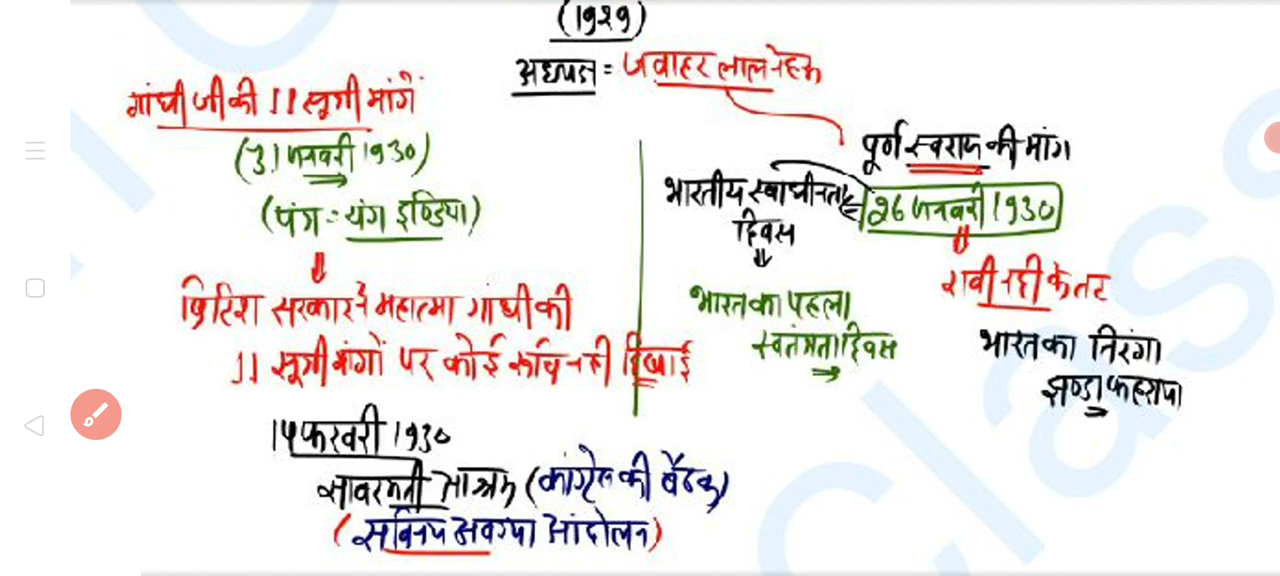 (1929)
अध्यक्ष = जवाहर लाल नेहरू
गांधी जी की 11 सूत्री मांगें
(31 जनवरी 1930)
(पत्र = यंग इण्डिया)
ब्रिटिश सरकार ने महात्मा गांधी की
11 सूत्री मांगों पर कोई रूचि नही दिखाई
पूर्ण स्वराज की मांग
26 जनवरी 1930
भारतीय स्वाधीनता
दिवस
भारत का पहला
स्वतंत्रता दिवस
रावी नदी के तट
भारत का तिरंगा
झण्डा फहराया
14 फरवरी 1930
साबरमती आश्रम (कांग्रेस की बैठक)
(सविनय अवज्ञा आंदोलन)
Class